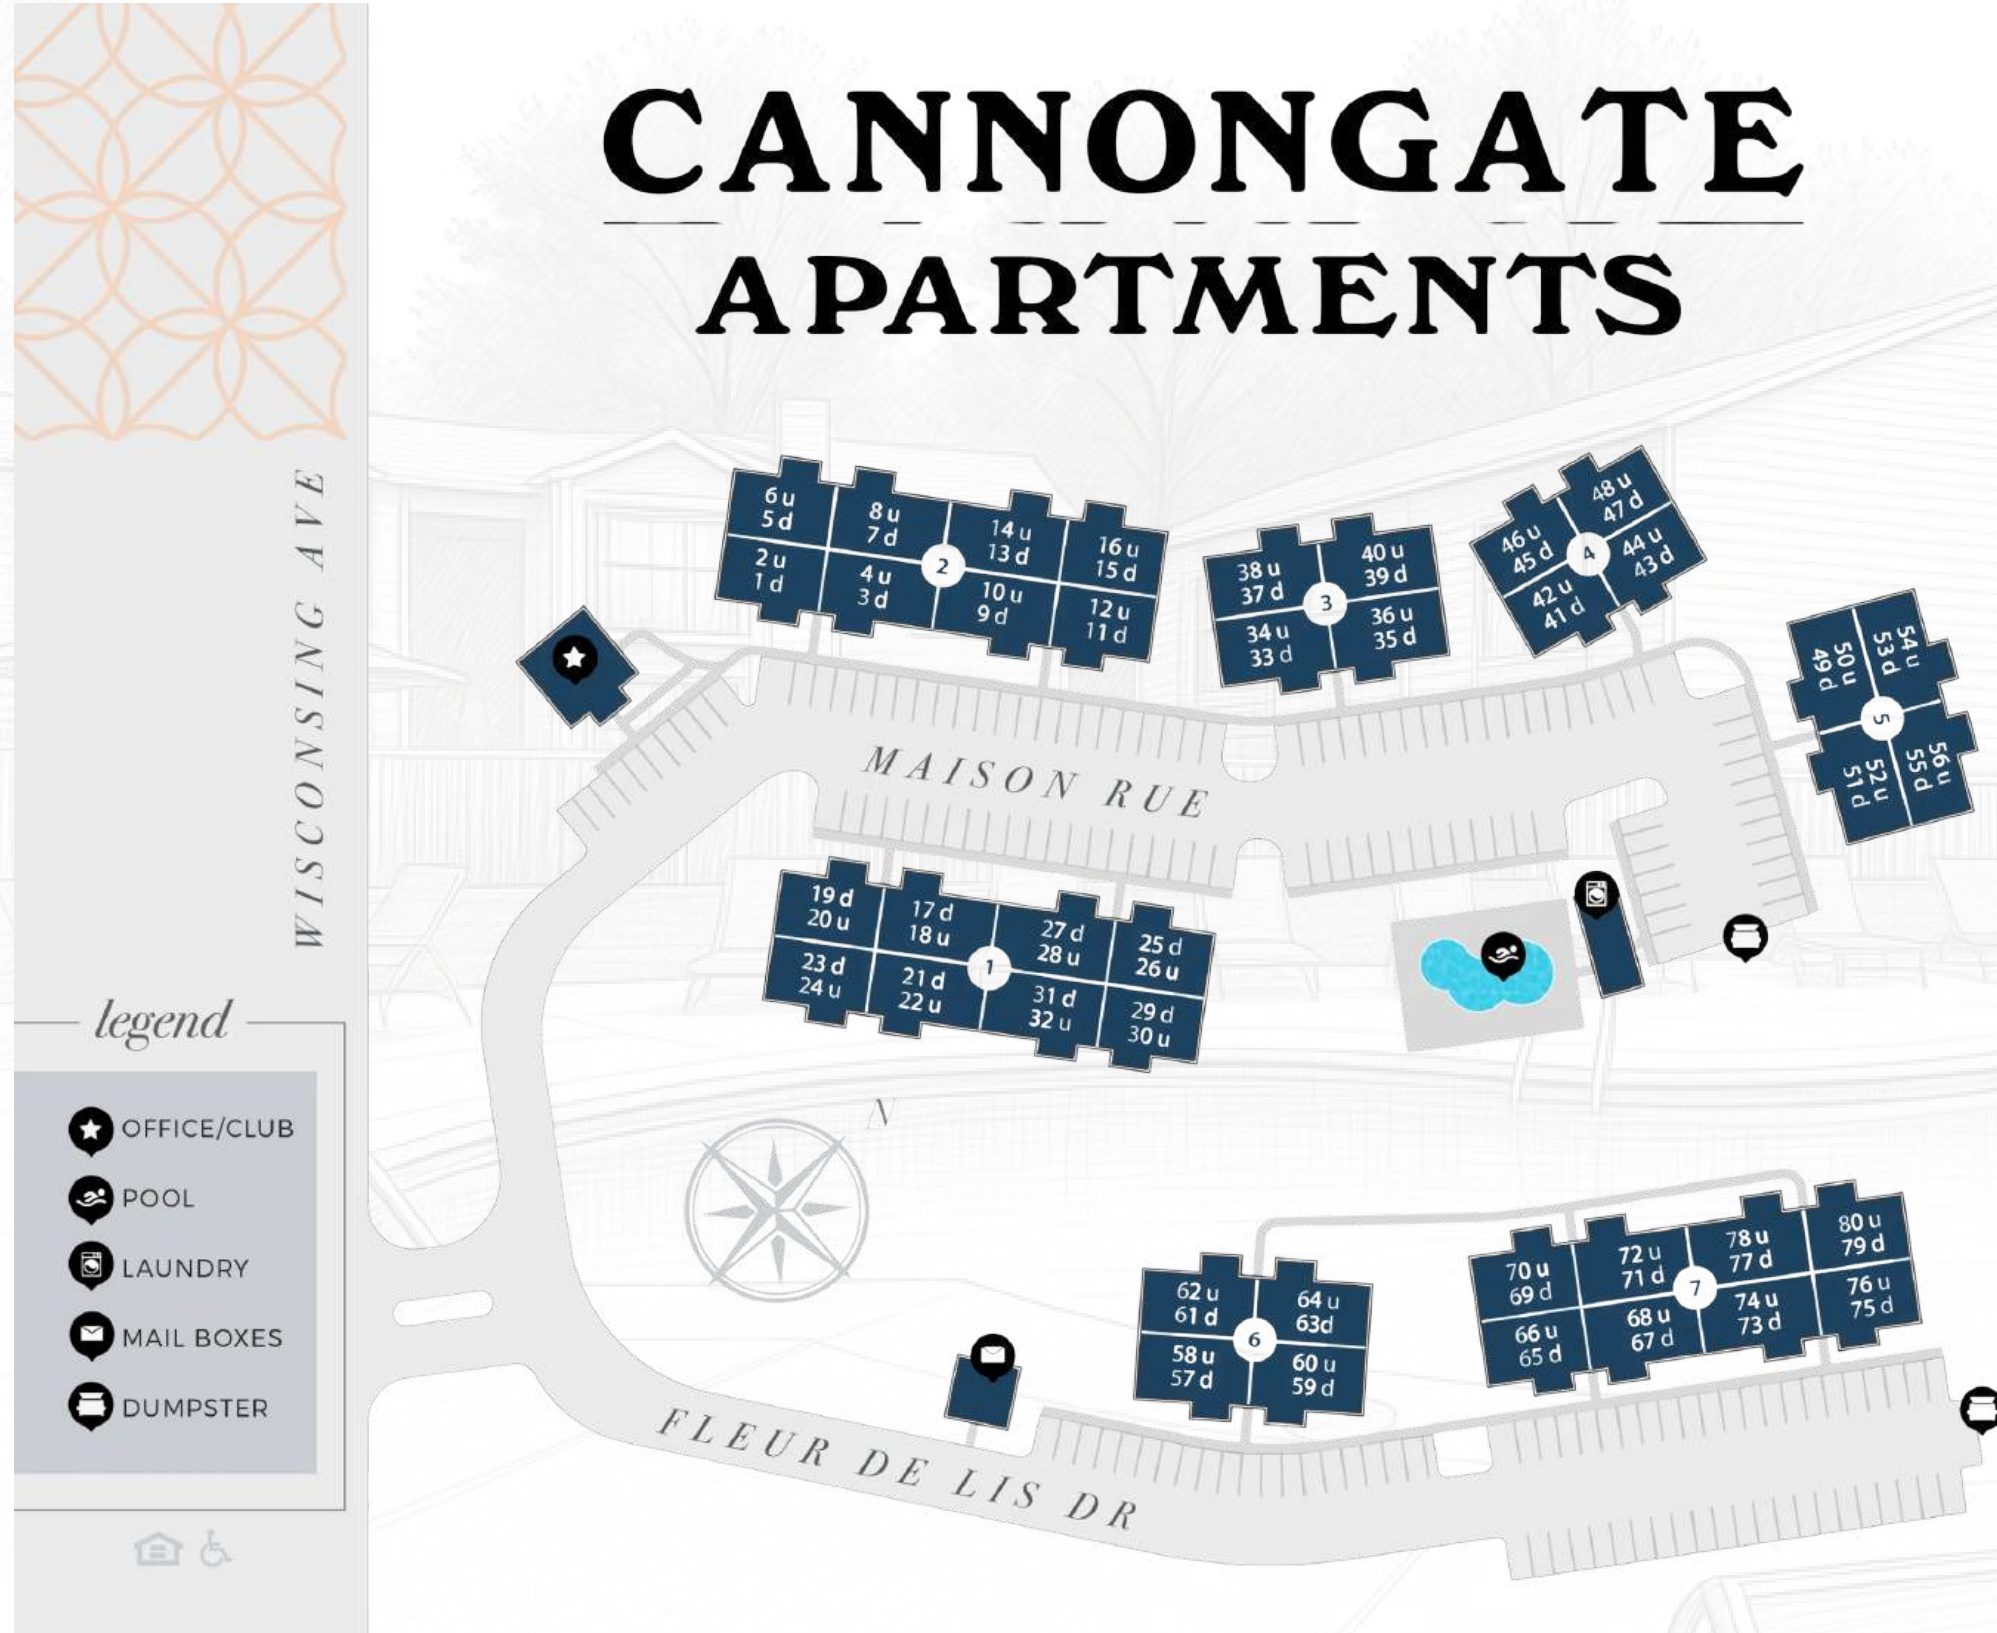 CANNONGATE
APARTMENTS
WISCONSING AVE
6 u
5 d
8 u
7 d
14 u
13 d
16 u
15 d
2 u
1 d
4 u
3 d
2
10 u
9 d
12 u
11 d
38 u
37 d
40 u
39 d
3
34 u
33 d
36 u
35 d
46 u
45 d
48 u
47 d
4
42 u
41 d
44 u
43 d
50 u
49 d
54 u
53 d
5
52 u
51 d
56 u
55 d
MAISON RUE
19 d
20 u
17 d
18 u
27 d
28 u
25 d
26 u
1
23 d
24 u
21 d
22 u
31 d
32 u
29 d
30 u
N
62 u
61 d
64 u
63d
6
58 u
57 d
60 u
59 d
70 u
69 d
72 u
71 d
78 u
77 d
80 u
79 d
7
66 u
65 d
68 u
67 d
74 u
73 d
76 u
75 d
FLEUR DE LIS DR
legend
OFFICE/CLUB
POOL
LAUNDRY
MAIL BOXES
DUMPSTER